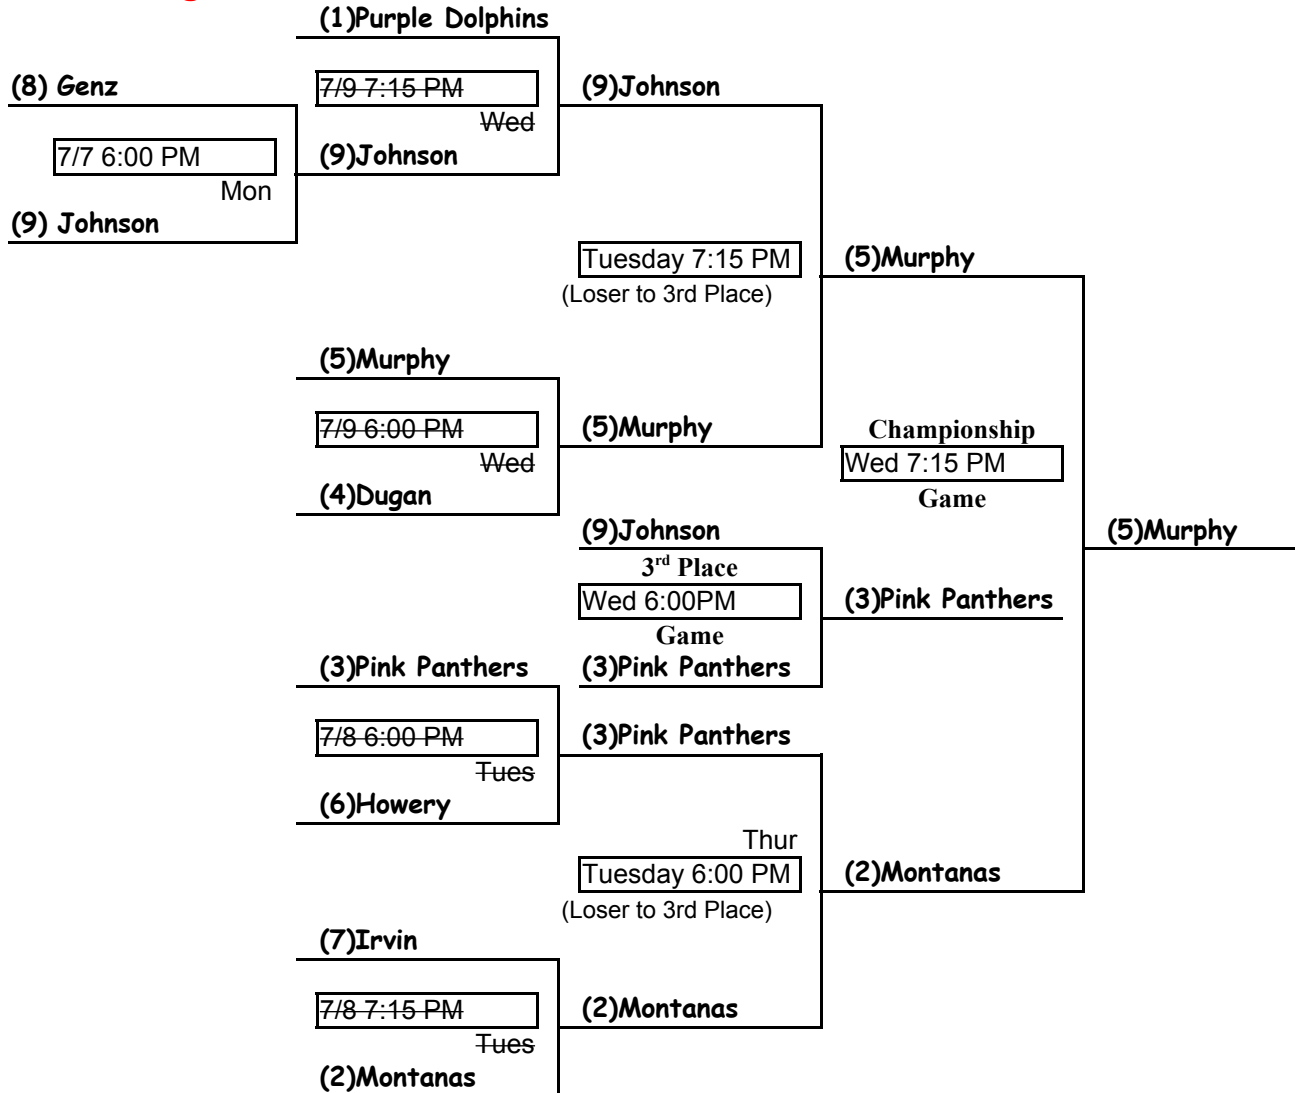 (1)Purple Dolphins
(8) Genz
7/9 7:15 PM
(9)Johnson
Wed
7/7 6:00 PM
(9)Johnson
Mon
(9) Johnson
Tuesday 7:15 PM
(5)Murphy
(Loser to 3rd Place)
(5)Murphy
7/9 6:00 PM
(5)Murphy
Championship
Wed
Wed 7:15 PM
(4)Dugan
Game
(9)Johnson
(5)Murphy
3rd Place
Wed 6:00PM
(3)Pink Panthers
Game
(3)Pink Panthers
(3)Pink Panthers
7/8 6:00 PM
(3)Pink Panthers
Tues
(6)Howery
Thur
Tuesday 6:00 PM
(2)Montanas
(Loser to 3rd Place)
(7)Irvin
7/8 7:15 PM
(2)Montanas
Tues
(2)Montanas